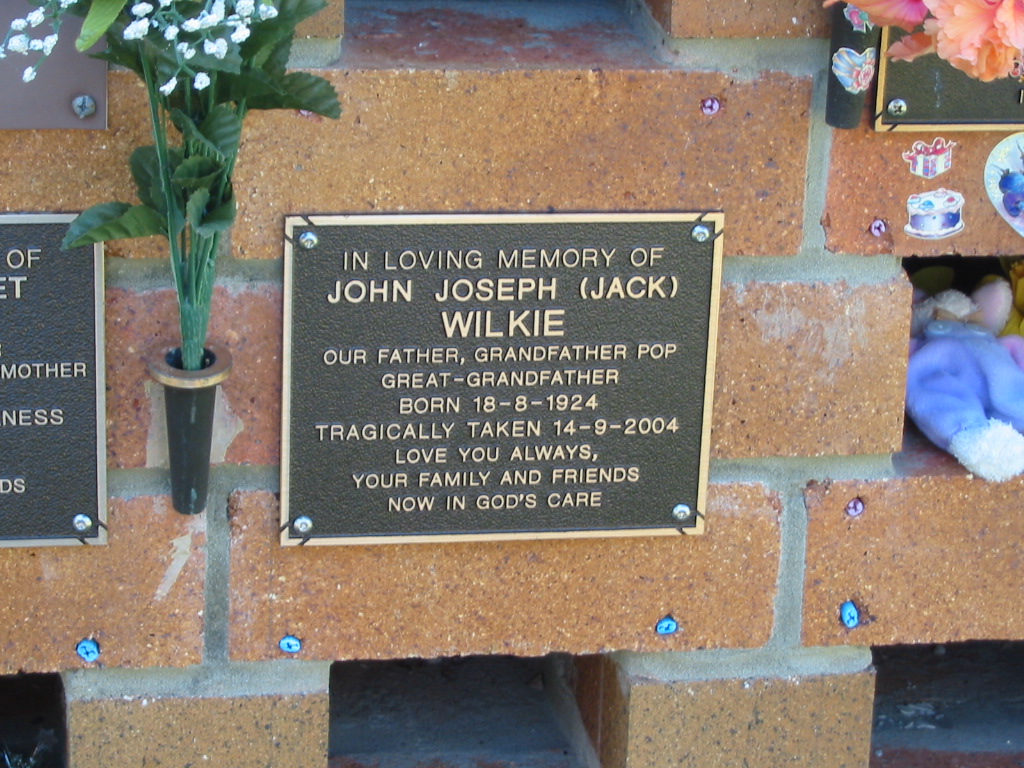 OF
ET
MOTHER
NESS
DS
IN LOVING MEMORY OF
JOHN JOSEPH (JACK)
WILKIE
OUR FATHER, GRANDFATHER POP
GREAT-GRANDFATHER
BORN 18-8-1924
TRAGICALLY TAKEN 14-9-2004
LOVE YOU ALWAYS,
YOUR FAMILY AND FRIENDS
NOW IN GOD'S CARE